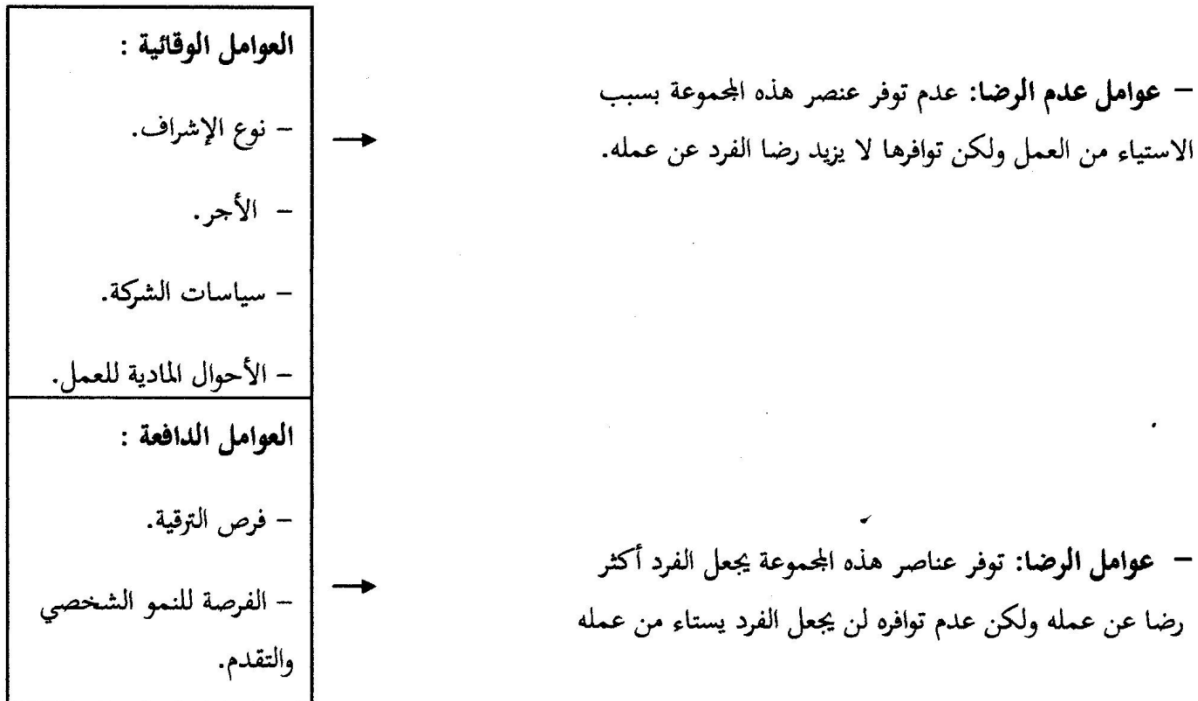 العوامل الوقائية :
– نوع الإشراف.
– الأجر.
– سياسات الشركة.
– الأحوال المادية للعمل.
– عوامل عدم الرضا: عدم توفر عنصر هذه المجموعة بسبب
الاستياء من العمل ولكن توافرها لا يزيد رضا الفرد عن عمله.
العوامل الدافعة :
– فرص الترقية.
– الفرصة للنمو الشخصي
والتقدم.
– عوامل الرضا: توفر عناصر هذه المجموعة يجعل الفرد أكثر
رضا عن عمله ولكن عدم توافره لن يجعل الفرد يستاء من عمله